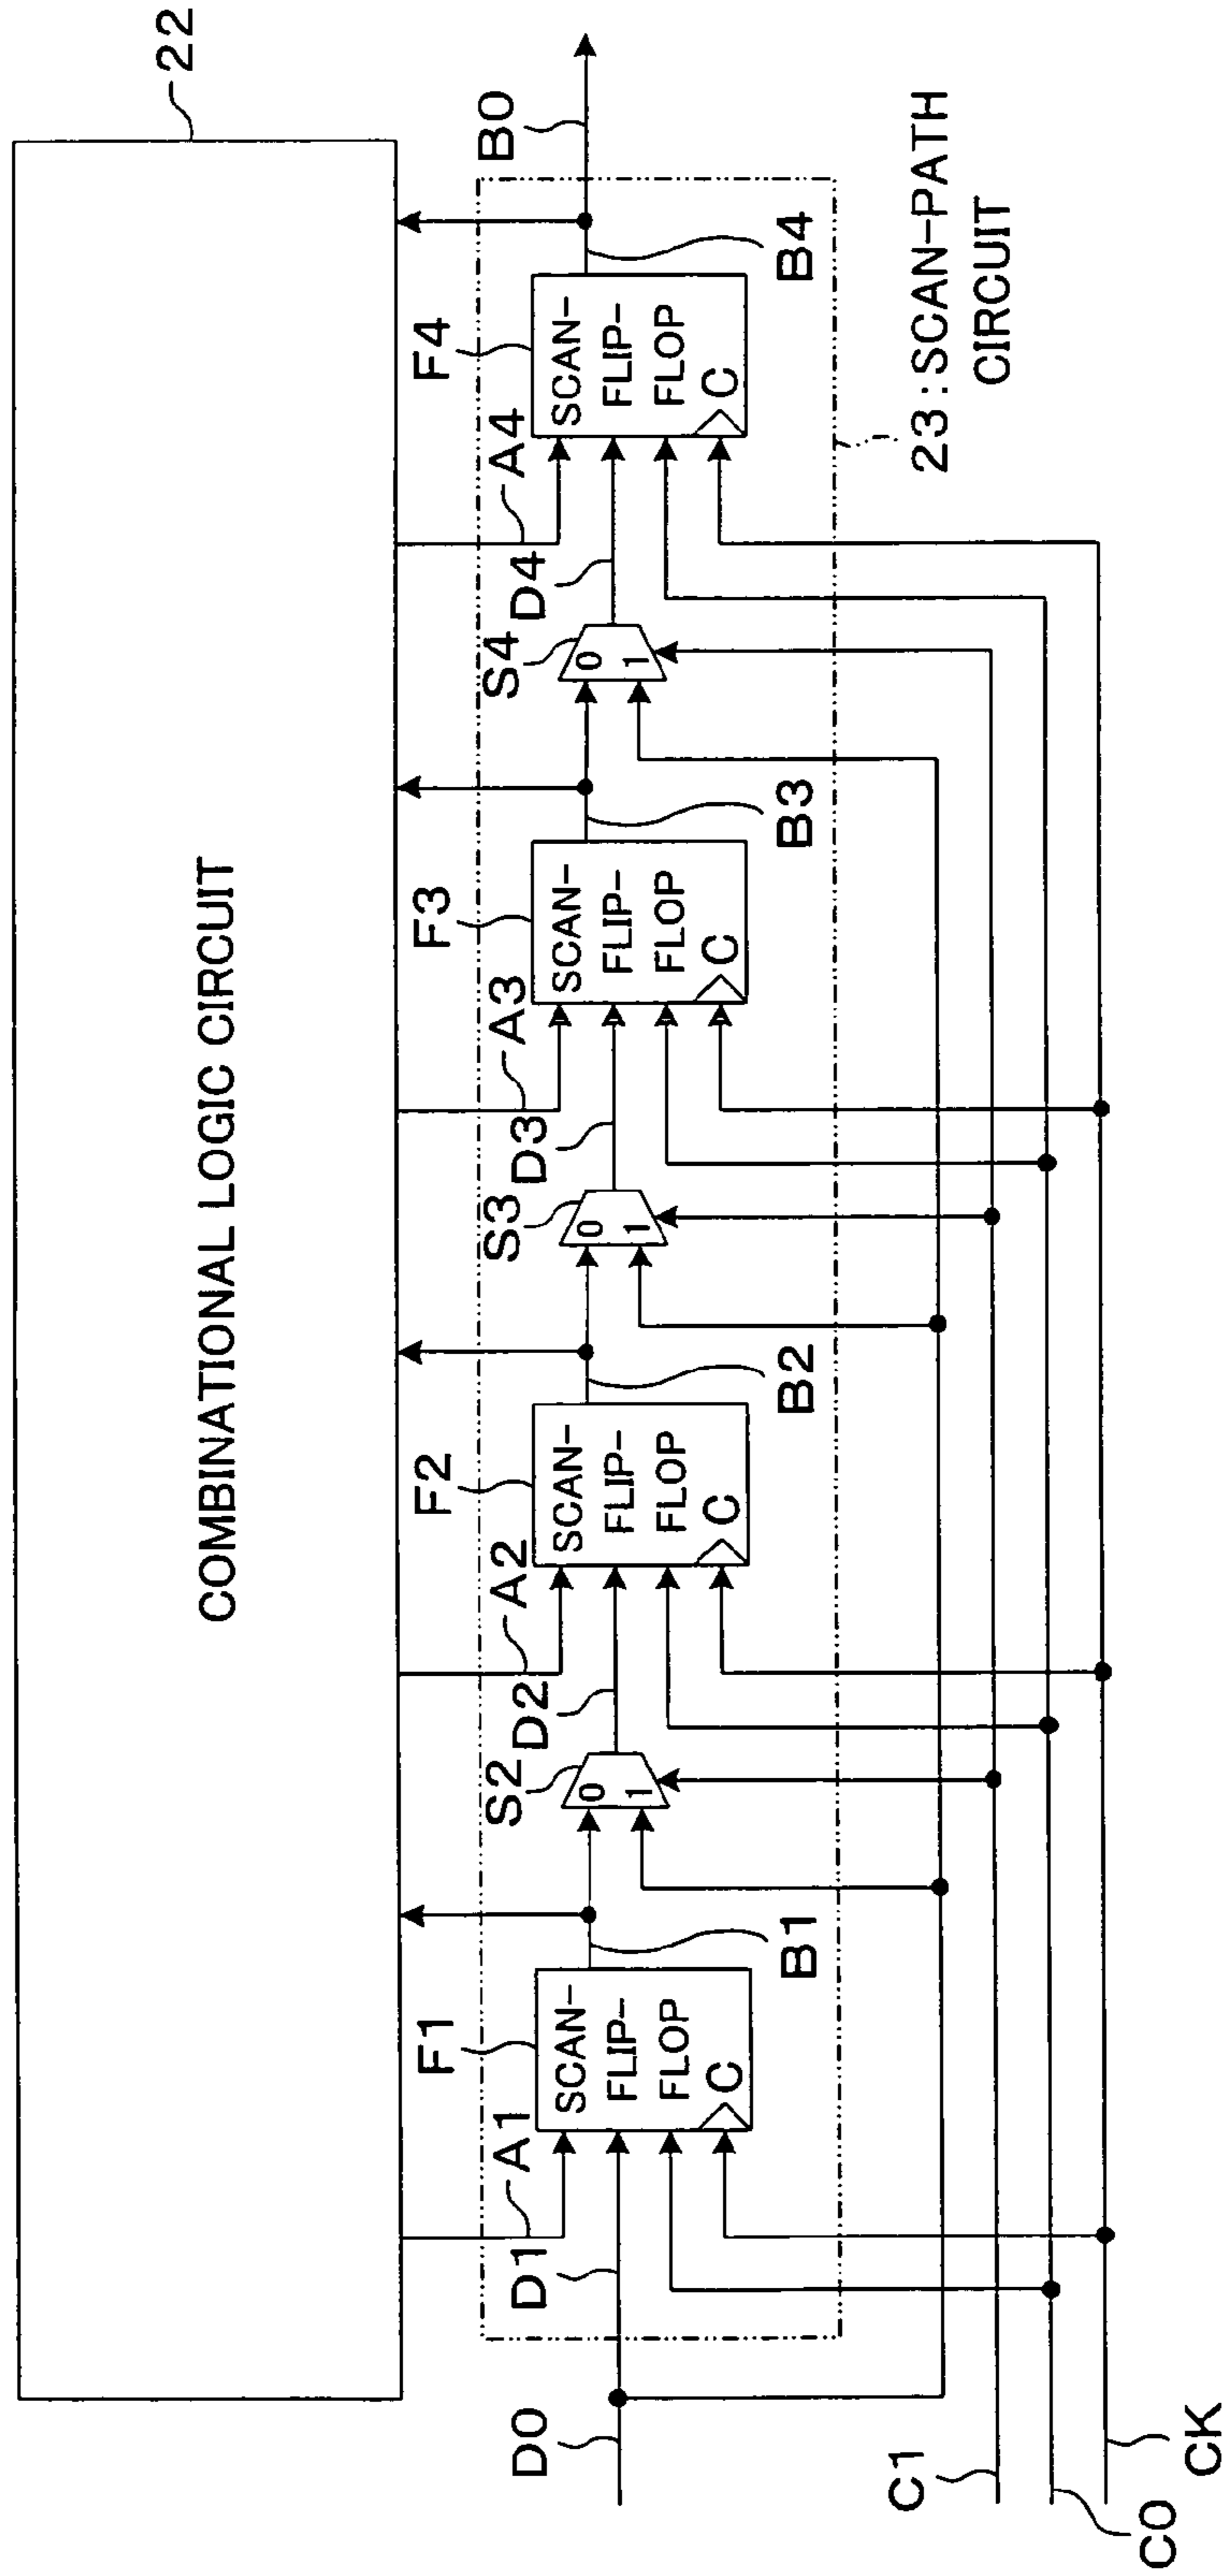 22
COMBINATIONAL LOGIC CIRCUIT
F1
F2
F3
F4
B0
A1
A2
A3
A4
D0
D1
S2
D2
S3
D3
S4
D4
SCAN-
FLIP-
FLOP
C
0
1
SCAN-
FLIP-
FLOP
C
0
1
SCAN-
FLIP-
FLOP
C
0
1
SCAN-
FLIP-
FLOP
C
B1
B2
B3
B4
C1
C0
CK
23:SCAN-PATH
CIRCUIT